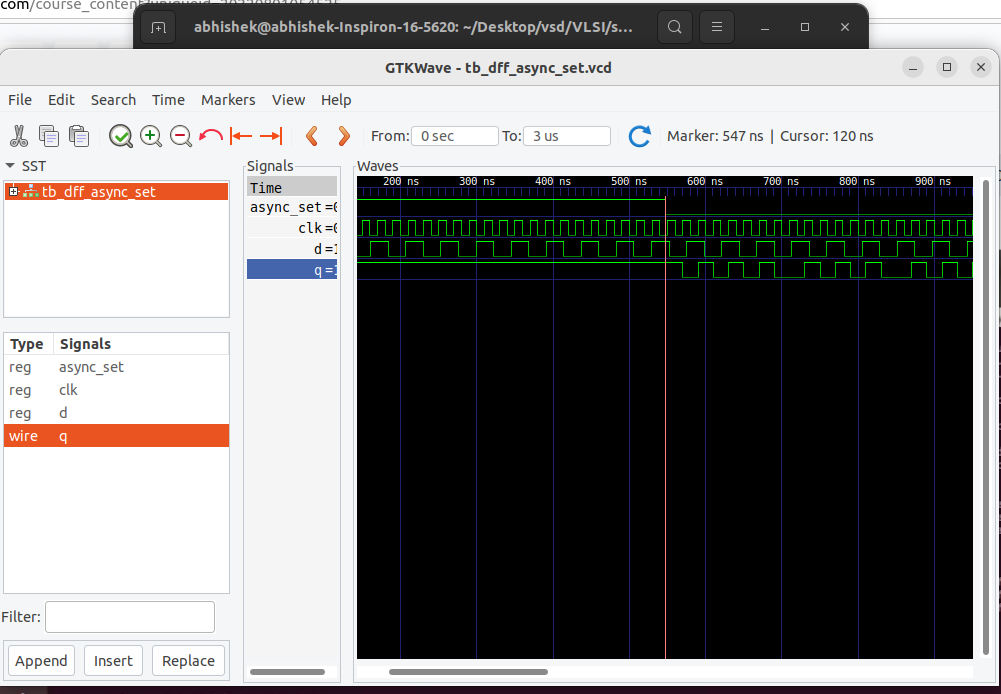 com/course_content
abhishek@abhishek-Inspiron-16-5620: ~/Desktop/vsd/VLSI/s...
GTKWave - tb_dff_async_set.vcd
File Edit Search Time Markers View Help
From: 0 sec To: 3 us Marker: 547 ns | Cursor: 120 ns
SST
tb_dff_async_set
Type Signals
reg async_set
reg clk
reg d
wire q
Filter:
Append Insert Replace
Signals
Time
async_set=0
clk=0
d=1
q=1
Waves
200 ns 300 ns 400 ns 500 ns 600 ns 700 ns 800 ns 900 ns